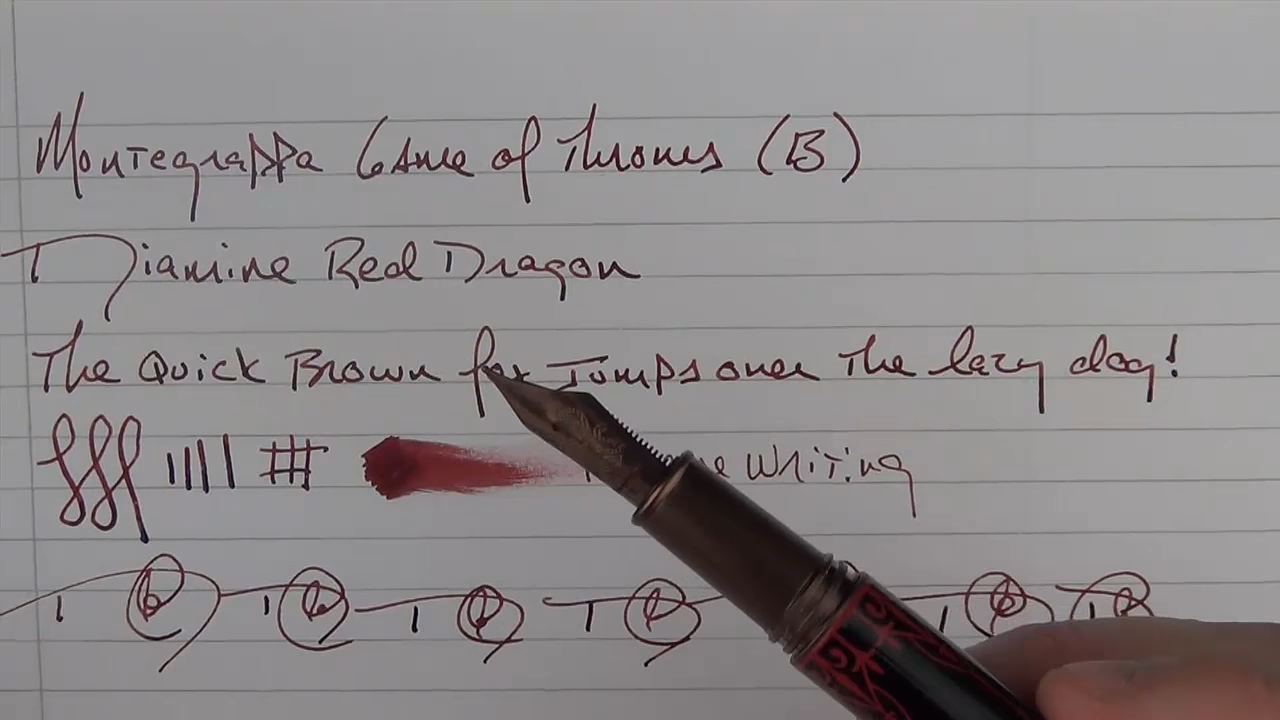 Montegrappa Game of Thrones (B)
Diamine Red Dragon
The Quick Brown fox Jumps over The lazy dog!
Writing